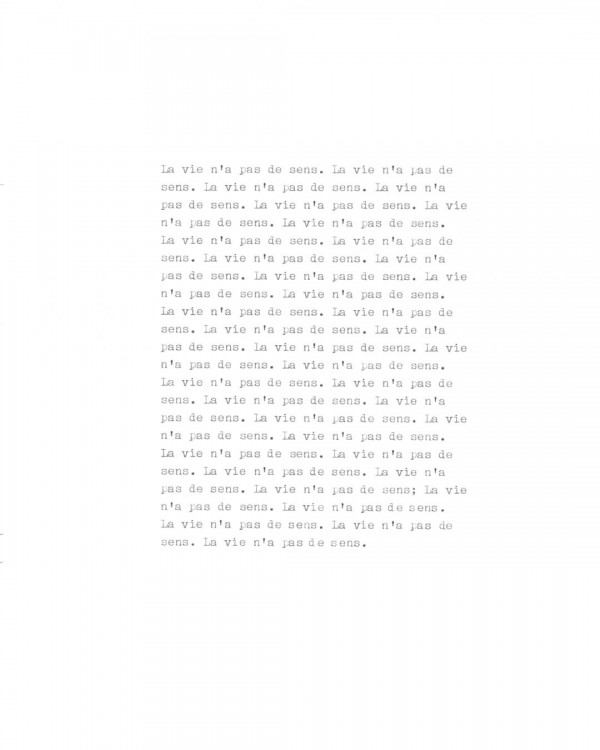 La vie n'a pas de sens. La vie n'a pas de
sens. La vie n'a pas de sens. La vie n'a
pas de sens. La vie n'a pas de sens. La vie
n'a pas de sens. La vie n'a pas de sens.
La vie n'a pas de sens. La vie n'a pas de
sens. La vie n'a pas de sens. La vie n'a
pas de sens. La vie n'a pas de sens. La vie
n'a pas de sens. La vie n'a pas de sens.
La vie n'a pas de sens. La vie n'a pas de
sens. La vie n'a pas de sens. La vie n'a
pas de sens. La vie n'a pas de sens. La vie
n'a pas de sens. La vie n'a pas de sens.
La vie n'a pas de sens. La vie n'a pas de
sens. La vie n'a pas de sens. La vie n'a
pas de sens. La vie n'a pas de sens. La vie
n'a pas de sens. La vie n'a pas de sens.
La vie n'a pas de sens. La vie n'a pas de
sens. La vie n'a pas de sens. La vie n'a
pas de sens. La vie n'a pas de sens; La vie
n'a pas de sens. La vie n'a pas de sens.
La vie n'a pas de sens. La vie n'a pas de
sens. La vie n'a pas de sens.